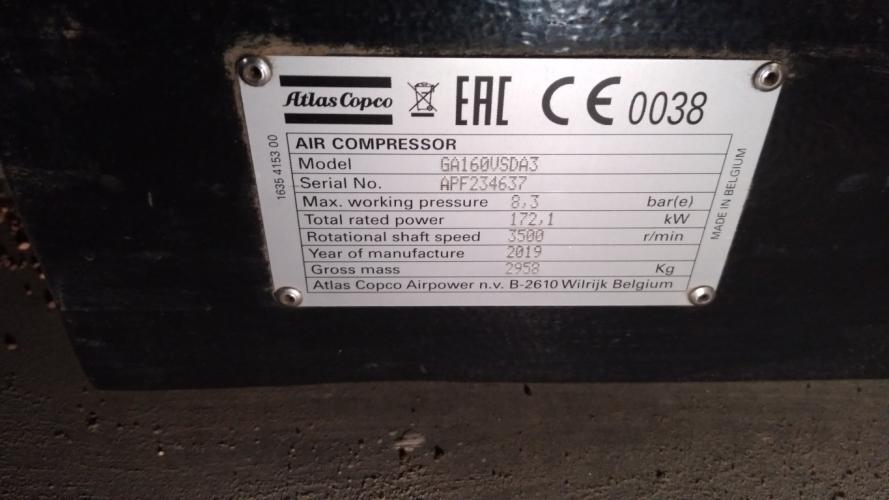 Atlas Copco EAC CE 0038
1635 4153 00
AIR COMPRESSOR
Model GA160VSDA3
Serial No. APF234637
Max. working pressure 8,3 bar(e)
Total rated power 172,1 kW
Rotational shaft speed 3500 r/min
Year of manufacture 2019
Gross mass 2958 Kg
Atlas Copco Airpower n.v. B-2610 Wilrijk Belgium
MADE IN BELGIUM